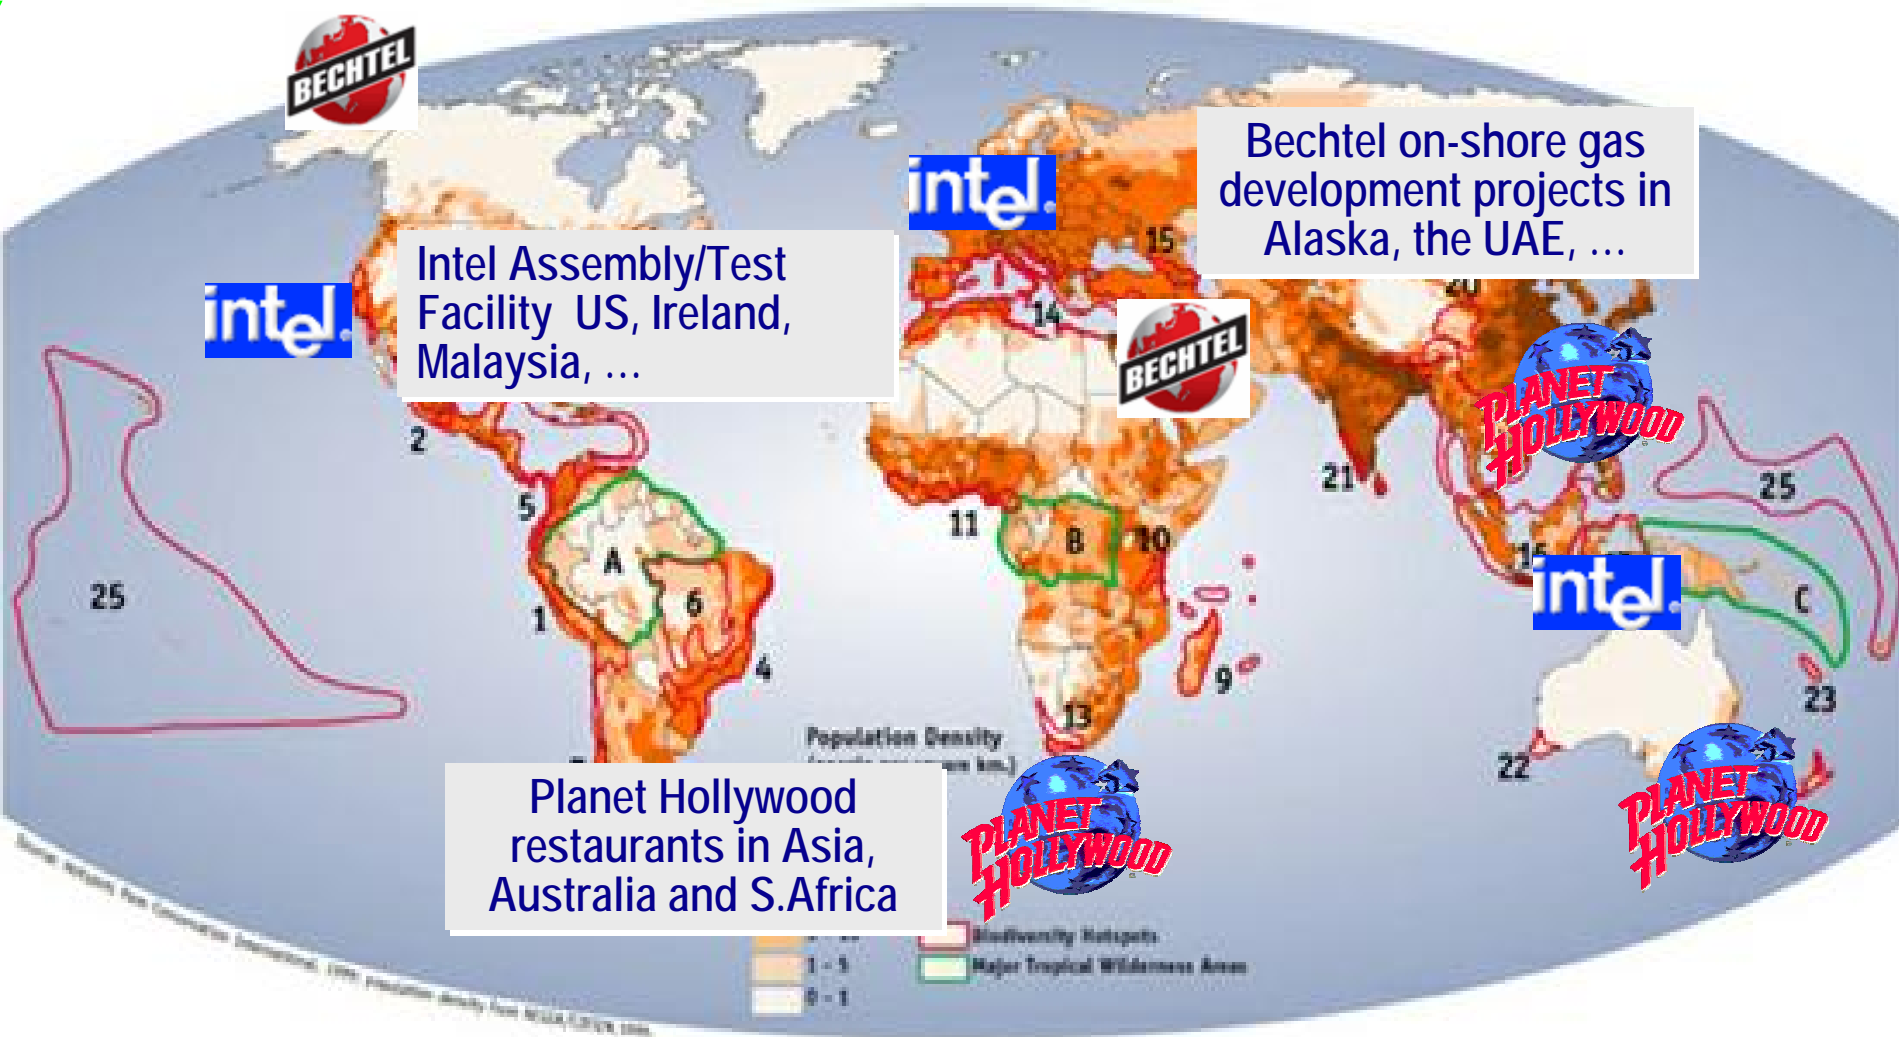 BECHTEL
Bechtel on-shore gas
development projects in
Alaska, the UAE, ...
intel.
15
Intel Assembly/Test
Facility US, Ireland,
Malaysia, ...
20
intel.
14
BECHTEL
PLANET
HOLLYWOOD
2
21
25
5
11
B
10
A
16
25
6
intel.
C
1
4
9
23
13
Population Density
km.)
22
Planet Hollywood
restaurants in Asia,
Australia and S.Africa
PLANET
HOLLYWOOD
PLANET
HOLLYWOOD
Biodiversity Hotspots
1 - 5
Major Tropical Wilderness Areas
0 - 1